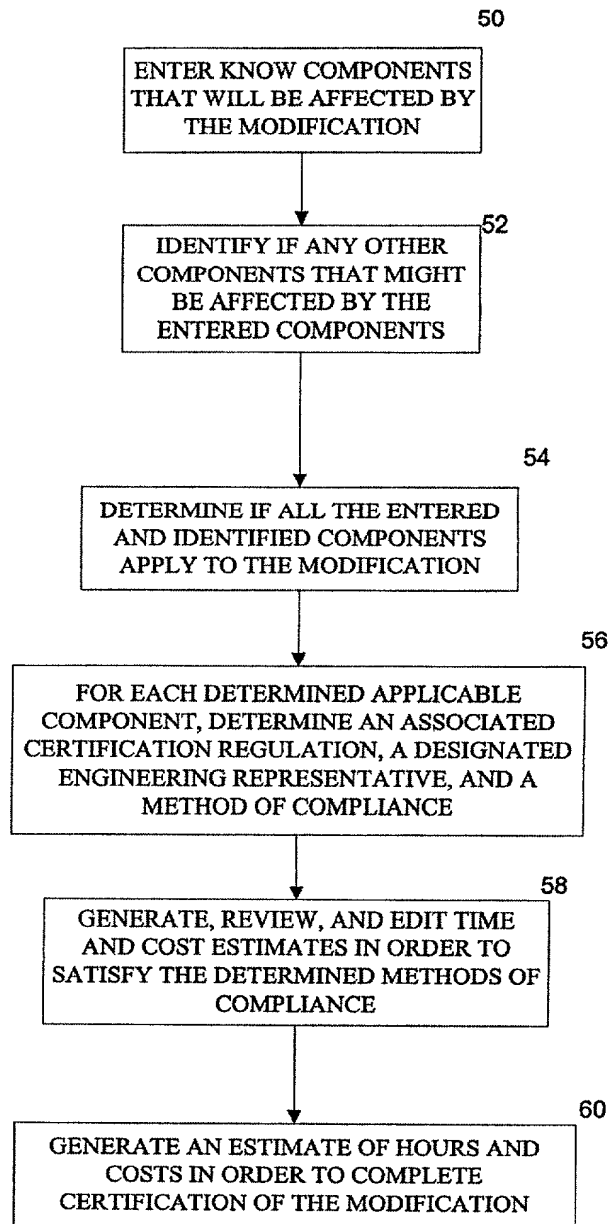 50
ENTER KNOW COMPONENTS
THAT WILL BE AFFECTED BY
THE MODIFICATION
52
IDENTIFY IF ANY OTHER
COMPONENTS THAT MIGHT
BE AFFECTED BY THE
ENTERED COMPONENTS
54
DETERMINE IF ALL THE ENTERED
AND IDENTIFIED COMPONENTS
APPLY TO THE MODIFICATION
56
FOR EACH DETERMINED APPLICABLE
COMPONENT, DETERMINE AN ASSOCIATED
CERTIFICATION REGULATION, A DESIGNATED
ENGINEERING REPRESENTATIVE, AND A
METHOD OF COMPLIANCE
58
GENERATE, REVIEW, AND EDIT TIME
AND COST ESTIMATES IN ORDER TO
SATISFY THE DETERMINED METHODS OF
COMPLIANCE
60
GENERATE AN ESTIMATE OF HOURS AND
COSTS IN ORDER TO COMPLETE
CERTIFICATION OF THE MODIFICATION